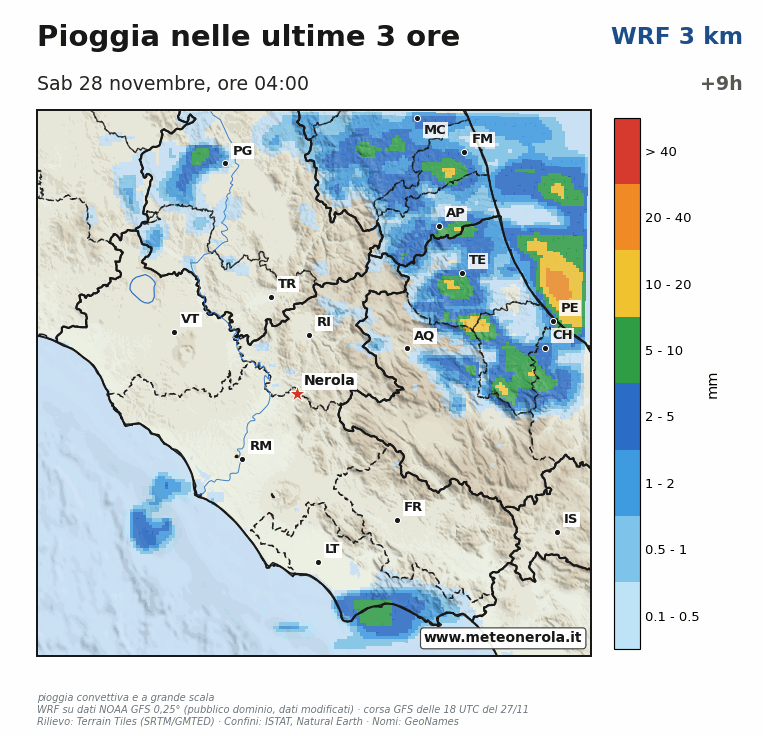 Pioggia nelle ultime 3 ore
WRF 3 km
Sab 28 novembre, ore 04:00
+9h
MC
FM
PG
AP
TE
TR
PE
VT
RI
AQ
CH
Nerola
RM
FR
IS
LT
www.meteonerola.it
> 40
20 - 40
10 - 20
5 - 10
2 - 5
1 - 2
0.5 - 1
0.1 - 0.5
mm
pioggia convettiva e a grande scala
WRF su dati NOAA GFS 0,25° (pubblico dominio, dati modificati) · corsa GFS delle 18 UTC del 27/11
Rilievo: Terrain Tiles (SRTM/GMTED) · Confini: ISTAT, Natural Earth · Nomi: GeoNames